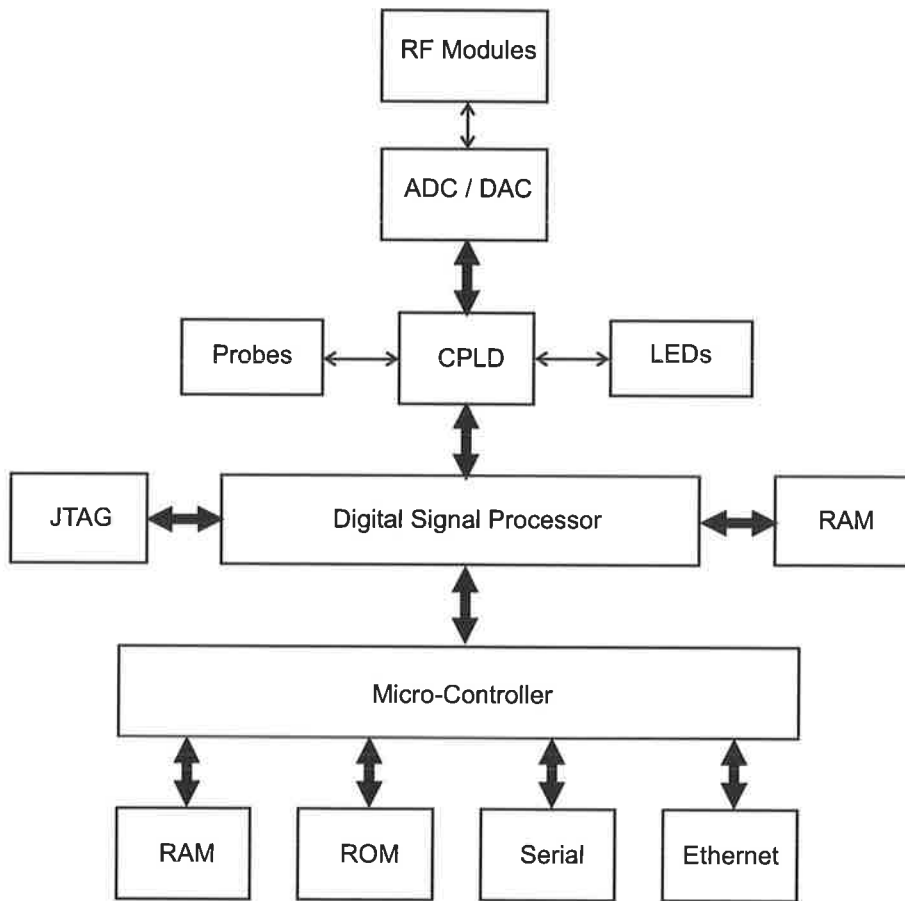 RF Modules
ADC / DAC
Probes
CPLD
LEDs
JTAG
Digital Signal Processor
RAM
Micro-Controller
RAM
ROM
Serial
Ethernet